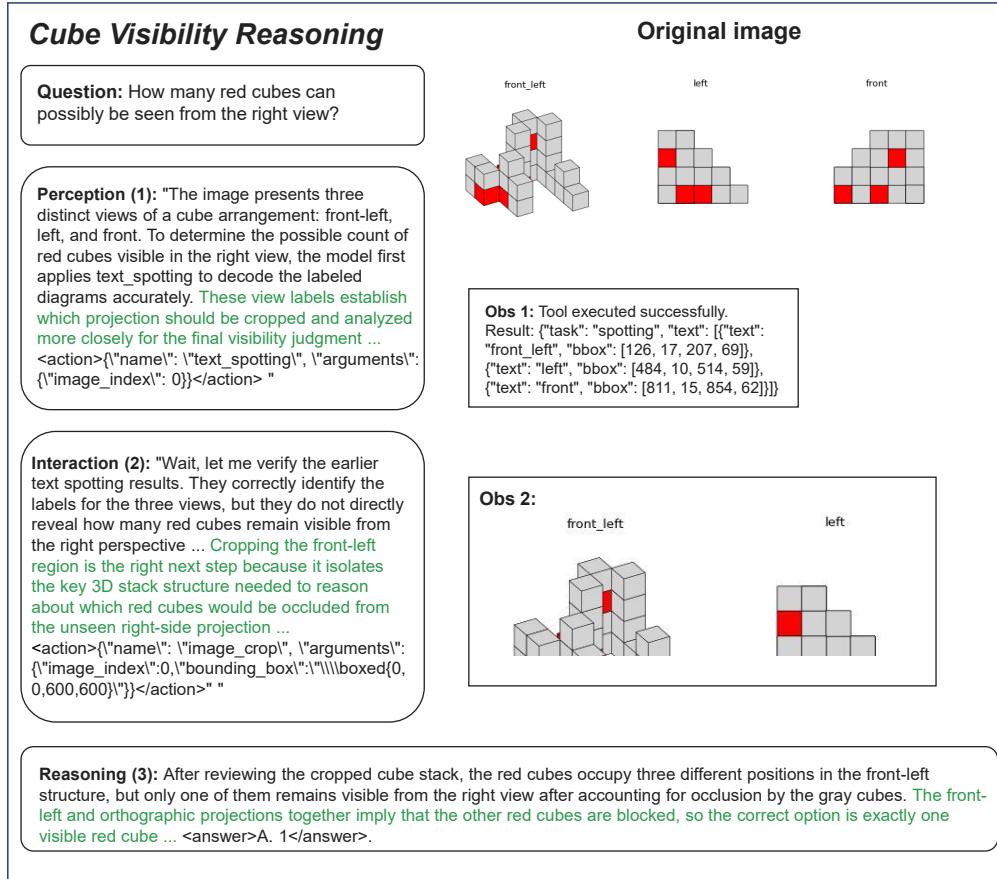 Cube Visibility Reasoning
Original image
Question: How many red cubes can
possibly be seen from the right view?
front_left
left
front
Perception (1): "The image presents three
distinct views of a cube arrangement: front-left,
left, and front. To determine the possible count of
red cubes visible in the right view, the model first
applies text_spotting to decode the labeled
diagrams accurately. These view labels establish
which projection should be cropped and analyzed
more closely for the final visibility judgment ...
<action>{\"name\": \"text_spotting\", \"arguments\":
{\"image_index\": 0}}</action> "
Obs 1: Tool executed successfully.
Result: {"task": "spotting", "text": [{"text":
"front_left", "bbox": [126, 17, 207, 69]},
{"text": "left", "bbox": [484, 10, 514, 59]},
{"text": "front", "bbox": [811, 15, 854, 62]}]}
Interaction (2): "Wait, let me verify the earlier
text spotting results. They correctly identify the
labels for the three views, but they do not directly
reveal how many red cubes remain visible from
the right perspective ... Cropping the front-left
region is the right next step because it isolates
the key 3D stack structure needed to reason
about which red cubes would be occluded from
the unseen right-side projection ...
<action>{\"name\": \"image_crop\", \"arguments\":
{\"image_index\":0,\"bounding_box\":\"\\\\boxed{0,
0,600,600}\"}}</action>" "
Obs 2:
front_left
left
Reasoning (3): After reviewing the cropped cube stack, the red cubes occupy three different positions in the front-left
structure, but only one of them remains visible from the right view after accounting for occlusion by the gray cubes. The front-
left and orthographic projections together imply that the other red cubes are blocked, so the correct option is exactly one
visible red cube ... <answer>A. 1</answer>.